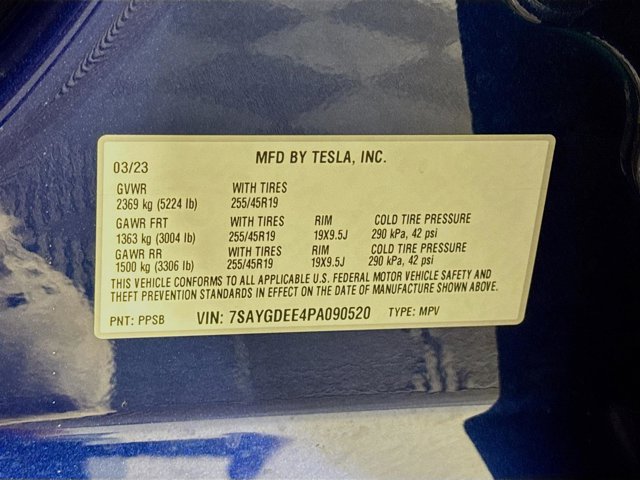 MFD BY TESLA, INC.
03/23
GVWR WITH TIRES
2369 kg (5224 lb) 255/45R19
GAWR FRT WITH TIRES RIM COLD TIRE PRESSURE
1363 kg (3004 lb) 255/45R19 19X9.5J 290 kPa, 42 psi
GAWR RR WITH TIRES RIM COLD TIRE PRESSURE
1500 kg (3306 lb) 255/45R19 19X9.5J 290 kPa, 42 psi
THIS VEHICLE CONFORMS TO ALL APPLICABLE U.S. FEDERAL MOTOR VEHICLE SAFETY AND
THEFT PREVENTION STANDARDS IN EFFECT ON THE DATE OF MANUFACTURE SHOWN ABOVE.
PNT: PPSB VIN: 7SAYGDEE4PA090520 TYPE: MPV